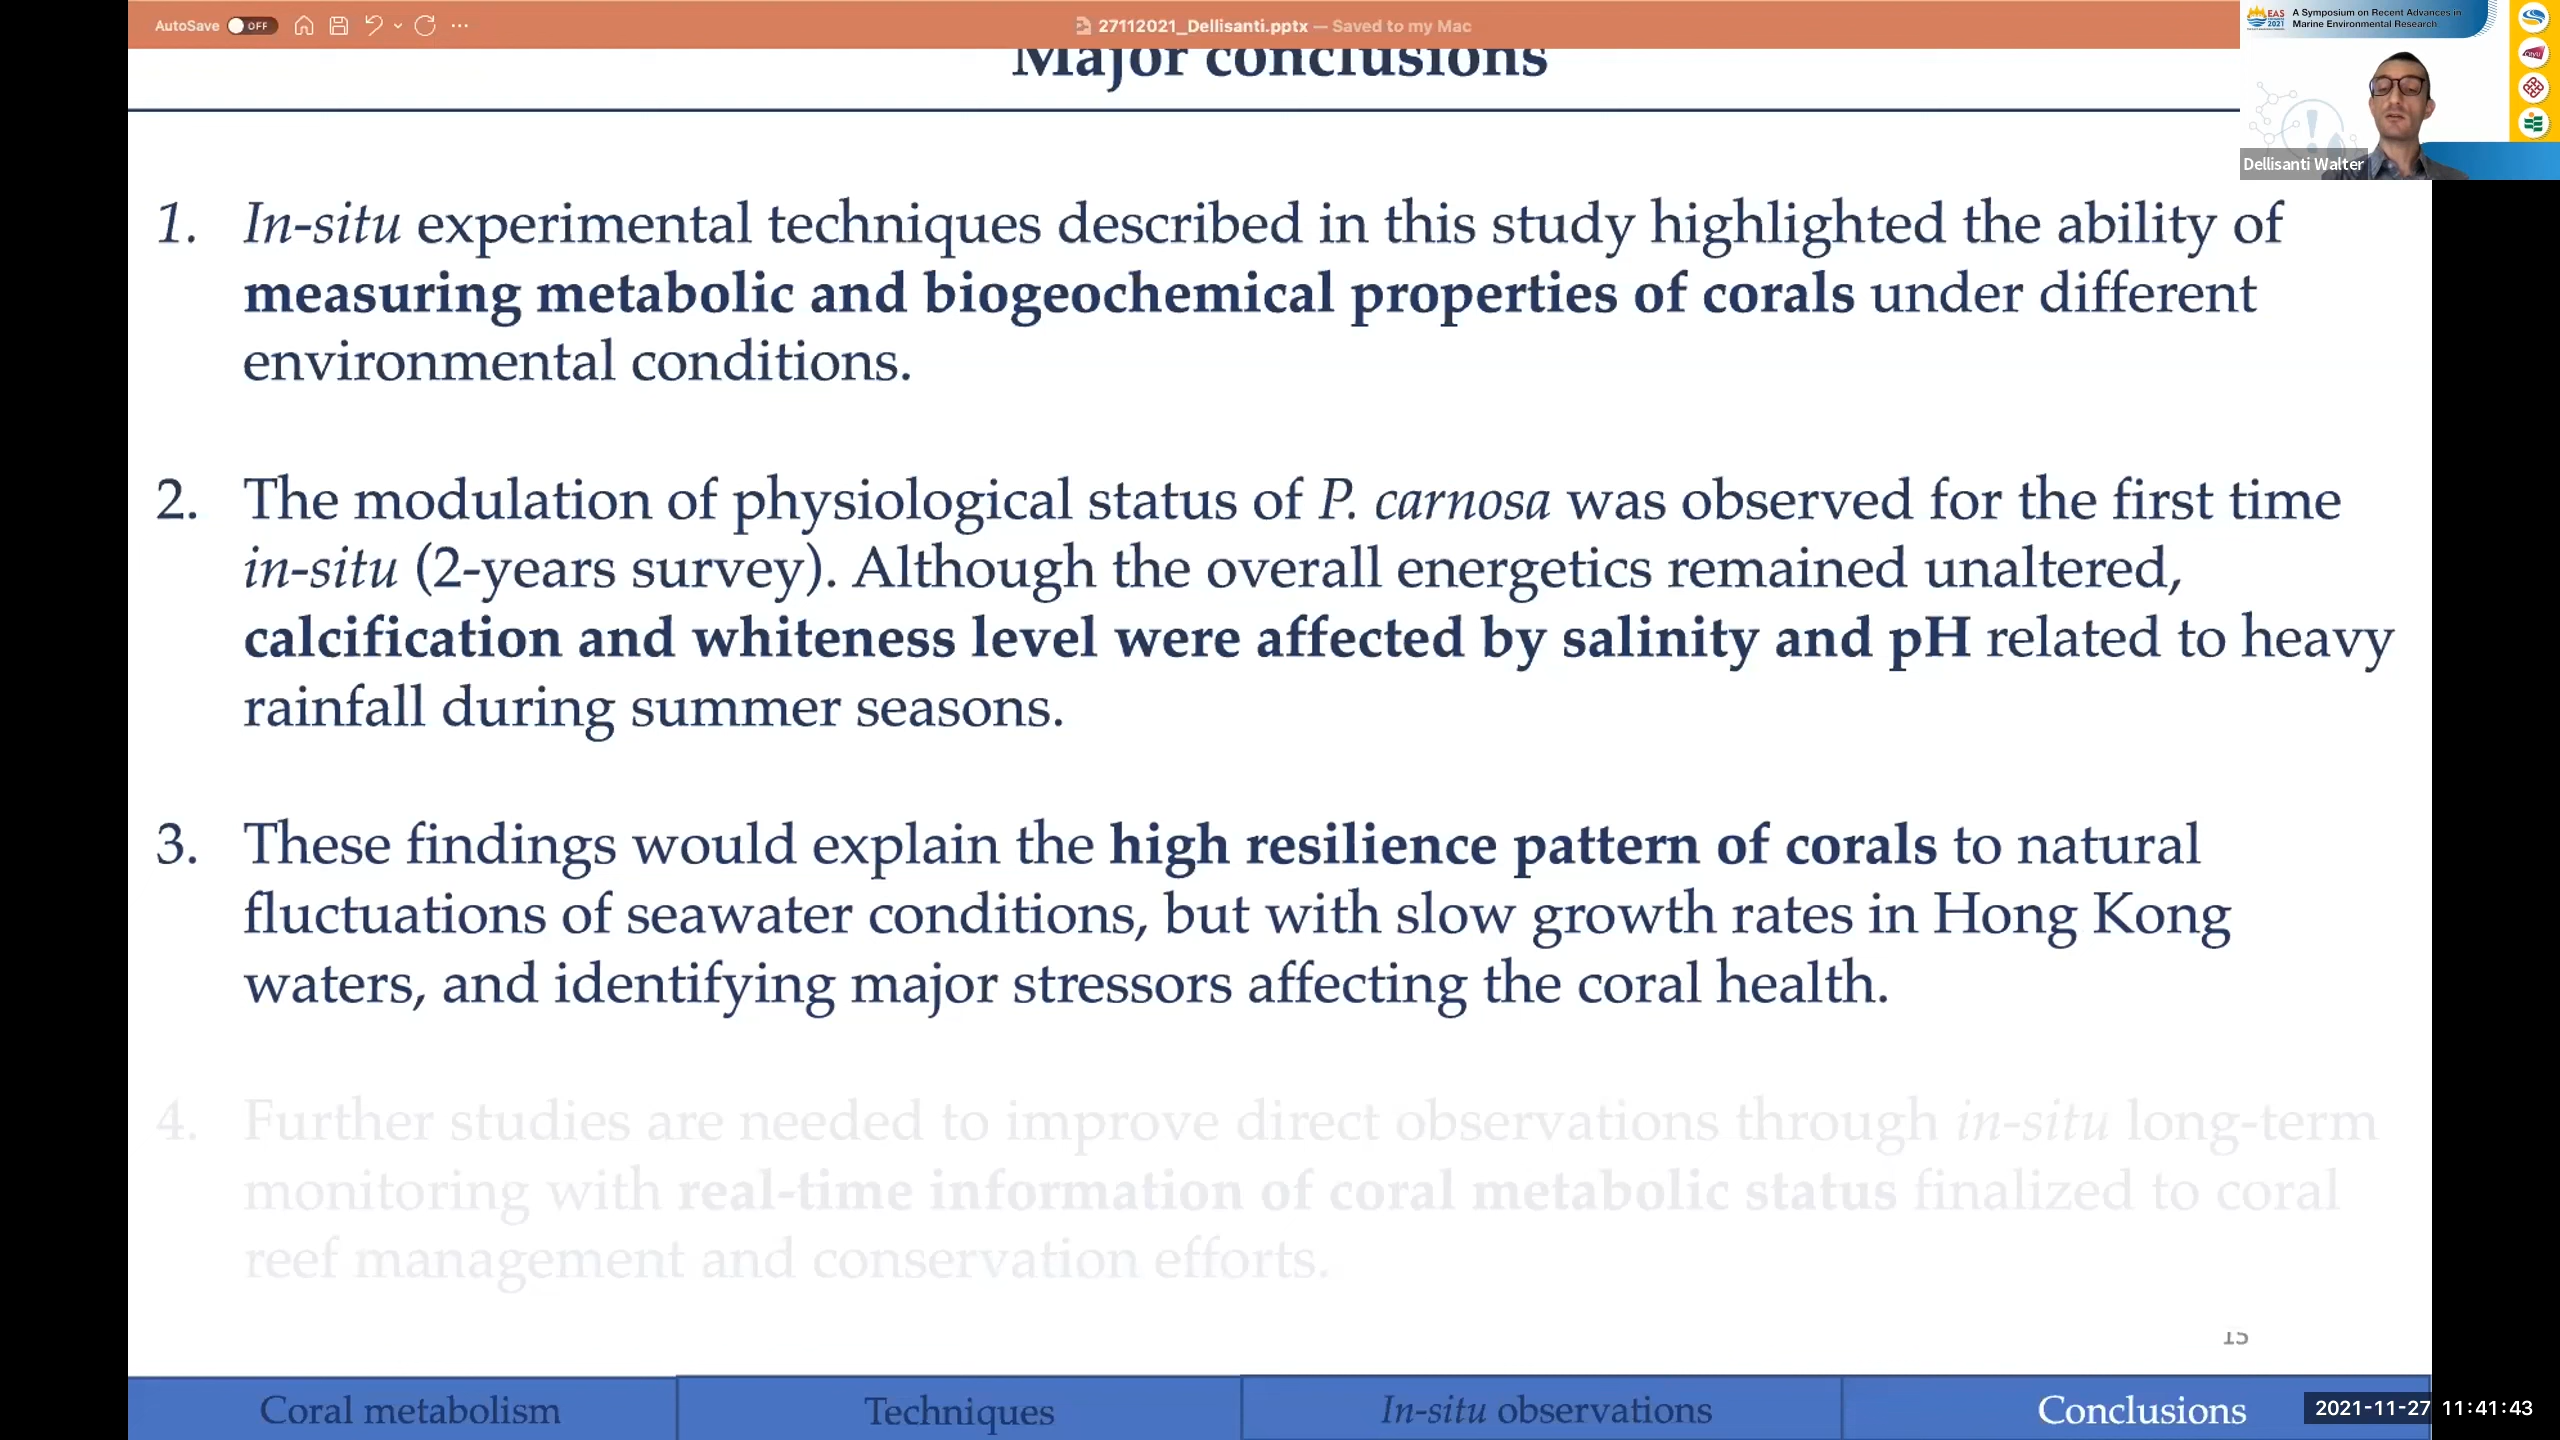 AutoSave OFF
27112021_Dellisanti.pptx — Saved to my Mac
EAS 2021
A Symposium on Recent Advances in
Marine Environmental Research
Dellisanti Walter
Major conclusions
1. In-situ experimental techniques described in this study highlighted the ability of
measuring metabolic and biogeochemical properties of corals under different
environmental conditions.
2. The modulation of physiological status of P. carnosa was observed for the first time
in-situ (2-years survey). Although the overall energetics remained unaltered,
calcification and whiteness level were affected by salinity and pH related to heavy
rainfall during summer seasons.
3. These findings would explain the high resilience pattern of corals to natural
fluctuations of seawater conditions, but with slow growth rates in Hong Kong
waters, and identifying major stressors affecting the coral health.
4. Further studies are needed to improve direct observations through in-situ long-term
monitoring with real-time information of coral metabolic status finalized to coral
reef management and conservation efforts.
15
Coral metabolism
Techniques
In-situ observations
Conclusions
2021-11-27 11:41:43